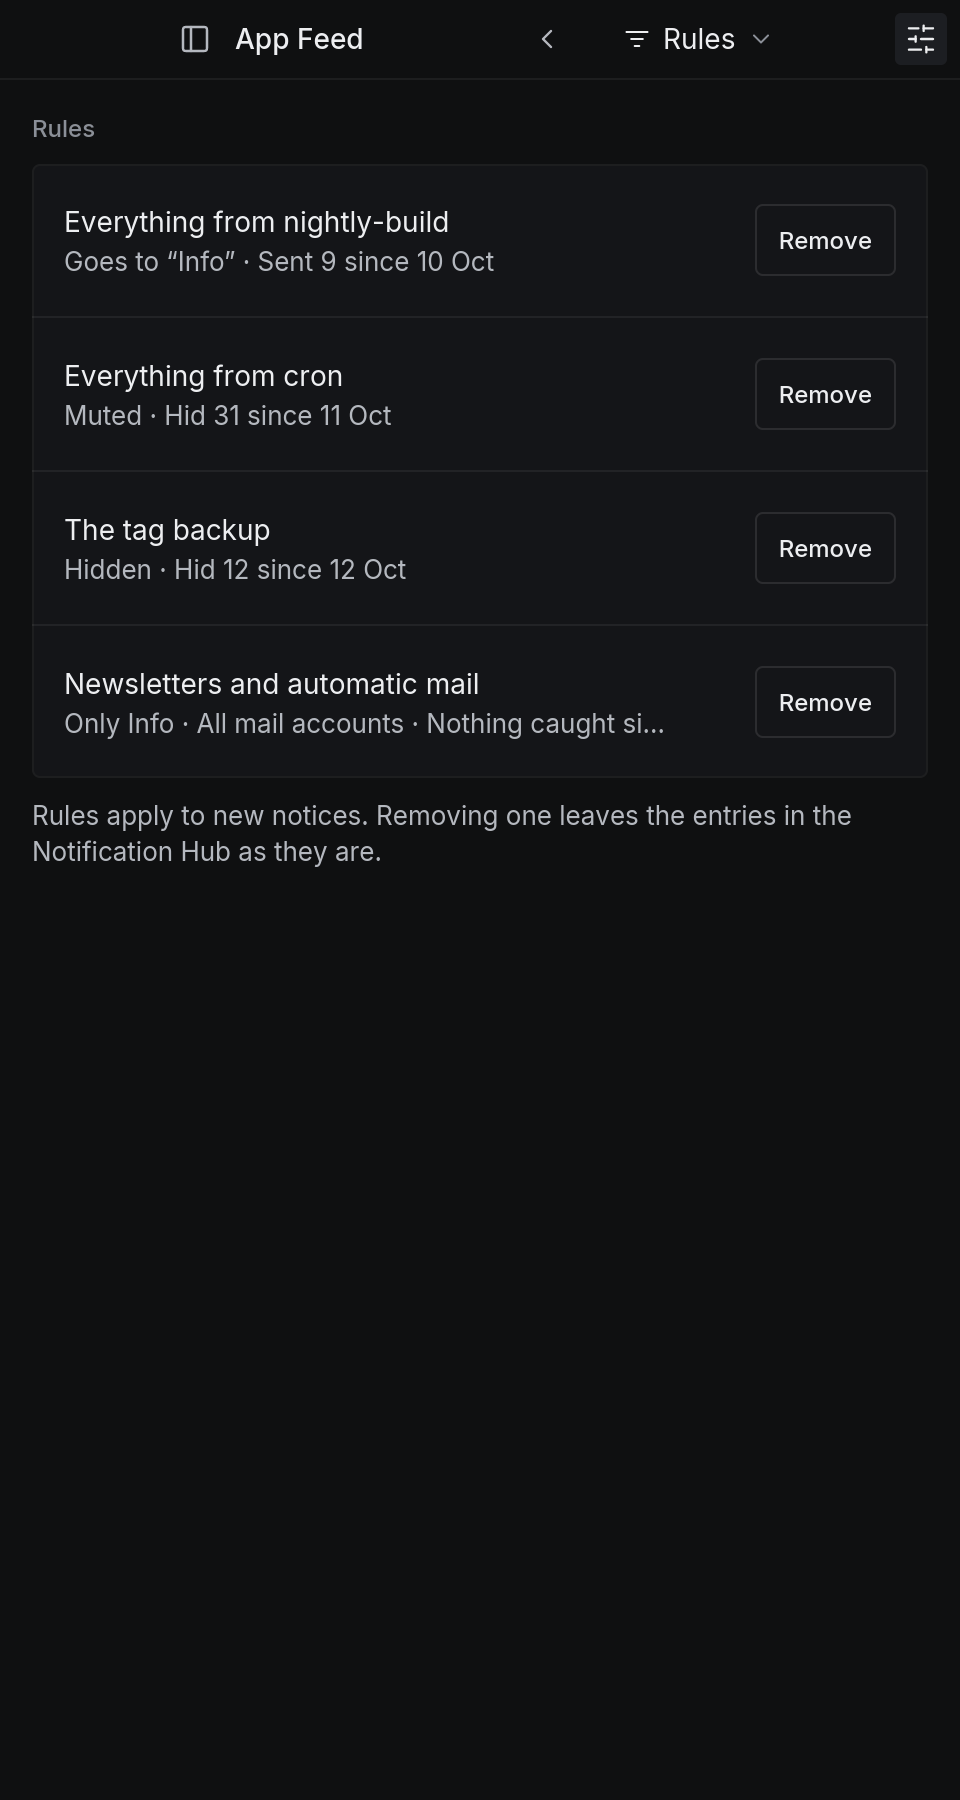 App Feed
Rules
Rules
Everything from nightly-build
Goes to “Info” · Sent 9 since 10 Oct
Remove
Everything from cron
Muted · Hid 31 since 11 Oct
Remove
The tag backup
Hidden · Hid 12 since 12 Oct
Remove
Newsletters and automatic mail
Only Info · All mail accounts · Nothing caught si...
Remove
Rules apply to new notices. Removing one leaves the entries in the
Notification Hub as they are.